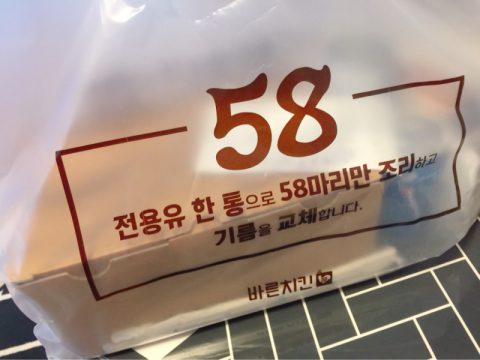 58
전용유 한 통으로 58마리만 조리하고
기름을 교체합니다.
바른치킨